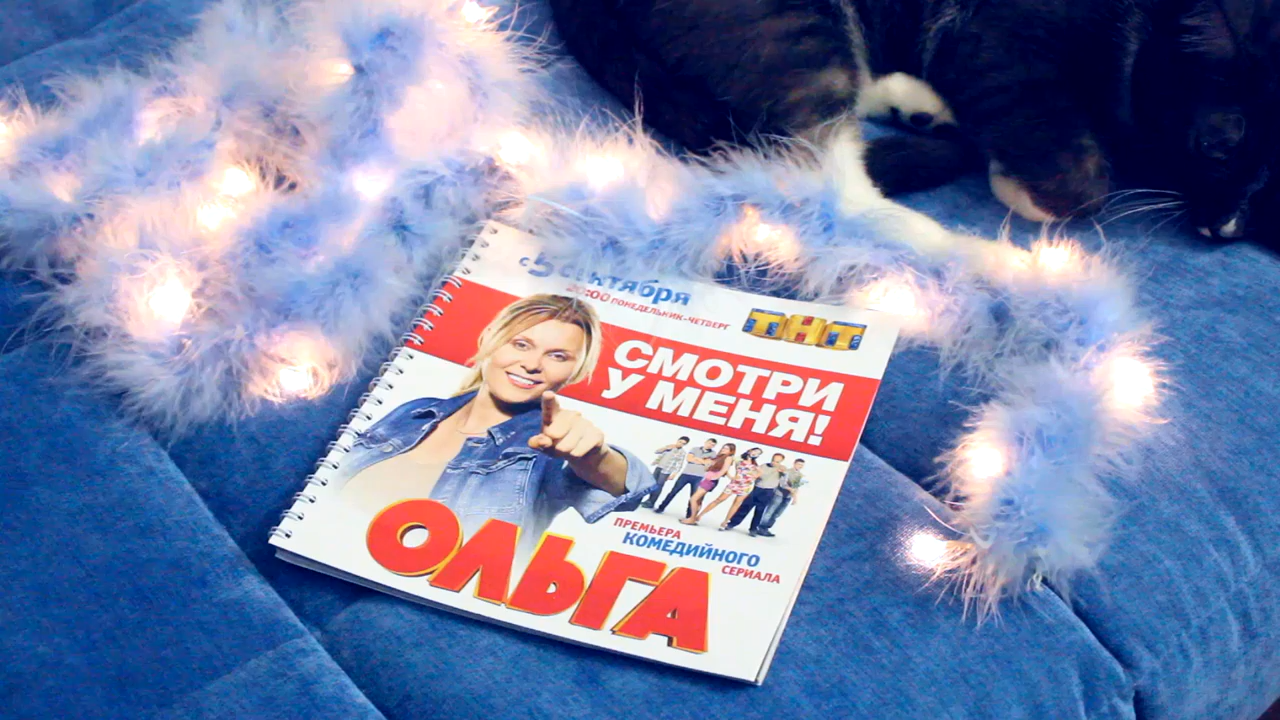 с 5 сентября
20:00 ПОНЕДЕЛЬНИК-ЧЕТВЕРГ
ТНТ
СМОТРИ
У МЕНЯ!
ПРЕМЬЕРА
КОМЕДИЙНОГО
СЕРИАЛА
ОЛЬГА